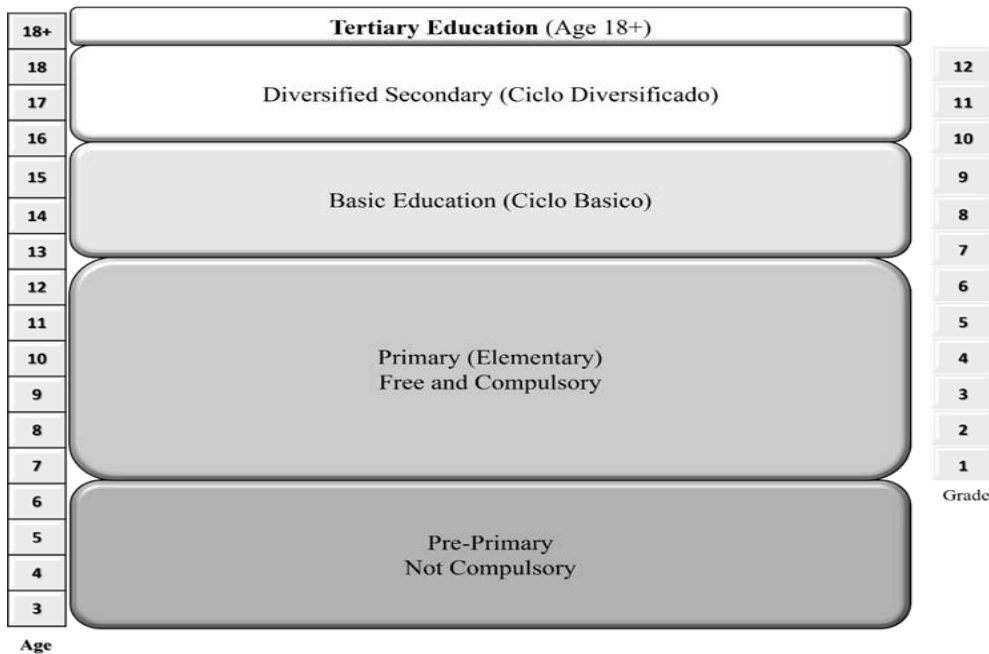 18+ Tertiary Education (Age 18+)
18 12
Diversified Secondary (Ciclo Diversificado)
17 11
16 10
15 9
Basic Education (Ciclo Basico)
14 8
13 7
12 6
11 5
10 Primary (Elementary) 4
Free and Compulsory
9 3
8 2
7 1
Grade
6
5 Pre-Primary
Not Compulsory
4
3
Age